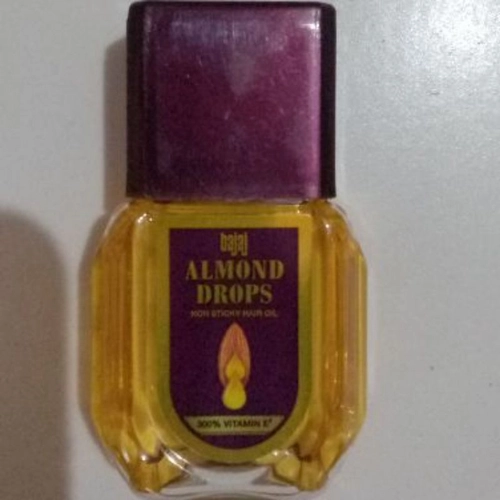 bajaj
ALMOND
DROPS
NON STICKY HAIR OIL
300% VITAMIN E*